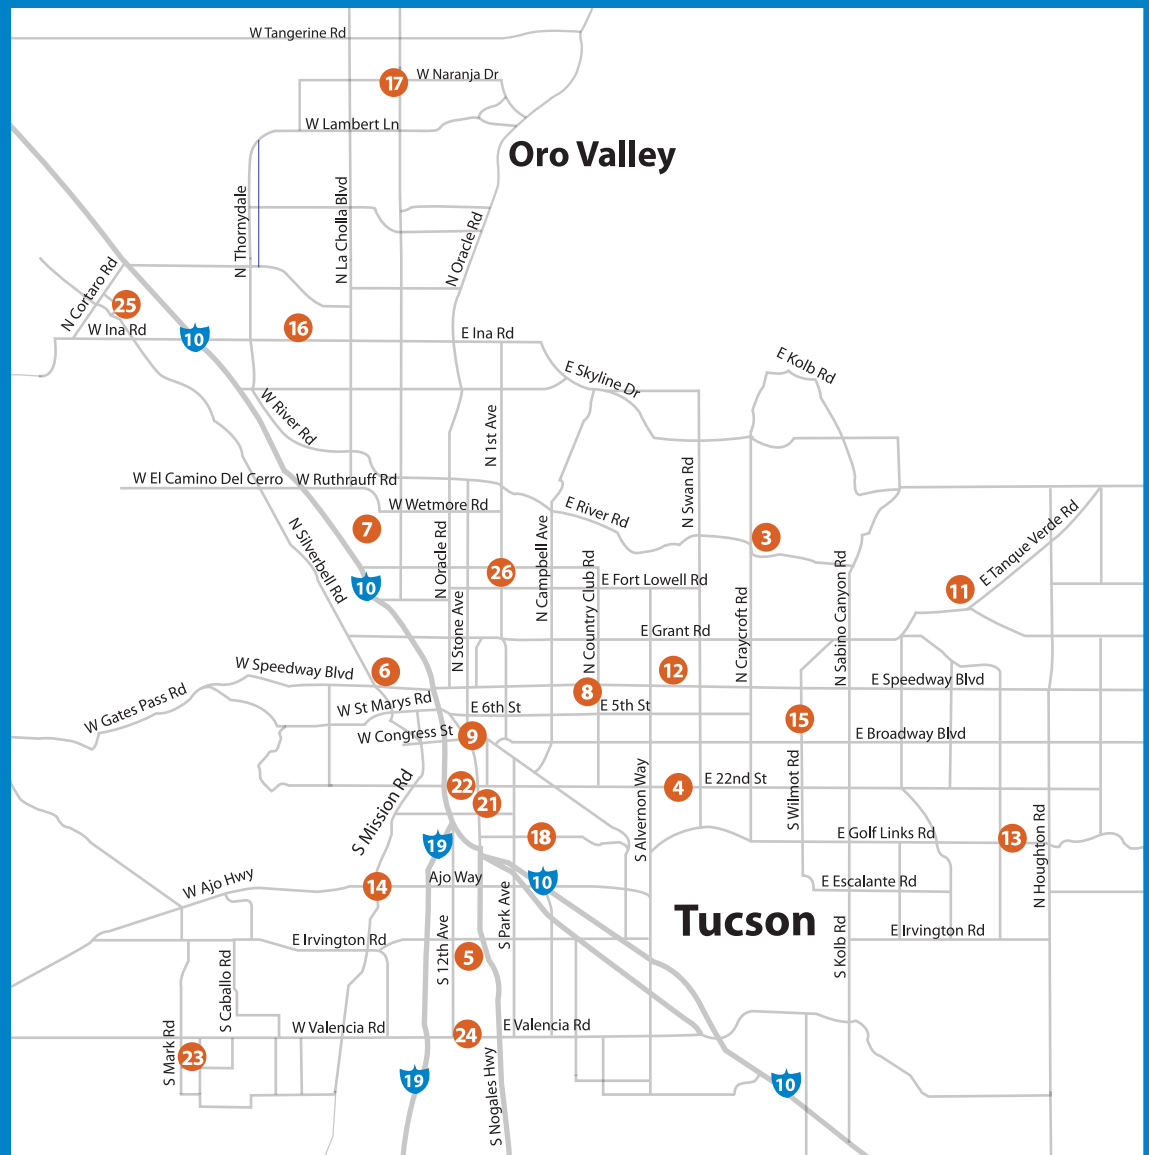 W Tangerine Rd
17
W Naranja Dr
W Lambert Ln
Oro Valley
N Thornydale
N La Cholla Blvd
N Oracle Rd
N Cortaro Rd
25
W Ina Rd
10
16
E Ina Rd
E Skyline Dr
E Kolb Rd
W River Rd
N 1st Ave
W El Camino Del Cerro
W Ruthrauff Rd
N Swan Rd
W Wetmore Rd
E River Rd
N Silverbell Rd
7
3
E Tanque Verde Rd
N Oracle Rd
N Campbell Ave
10
26
N Country Club Rd
E Fort Lowell Rd
N Craycroft Rd
N Sabino Canyon Rd
11
N Stone Ave
E Grant Rd
W Speedway Blvd
6
12
E Speedway Blvd
W Gates Pass Rd
W St Marys Rd
8
E 6th St
E 5th St
15
W Congress St
9
E Broadway Blvd
S Mission Rd
22
21
S Alvernon Way
4
E 22nd St
S Wilmot Rd
19
18
E Golf Links Rd
13
N Houghton Rd
W Ajo Hwy
14
Ajo Way
10
E Escalante Rd
S Park Ave
Tucson
E Irvington Rd
S 12th Ave
5
S Kolb Rd
E Irvington Rd
S Caballo Rd
S Mark Rd
W Valencia Rd
24
E Valencia Rd
23
19
S Nogales Hwy
10